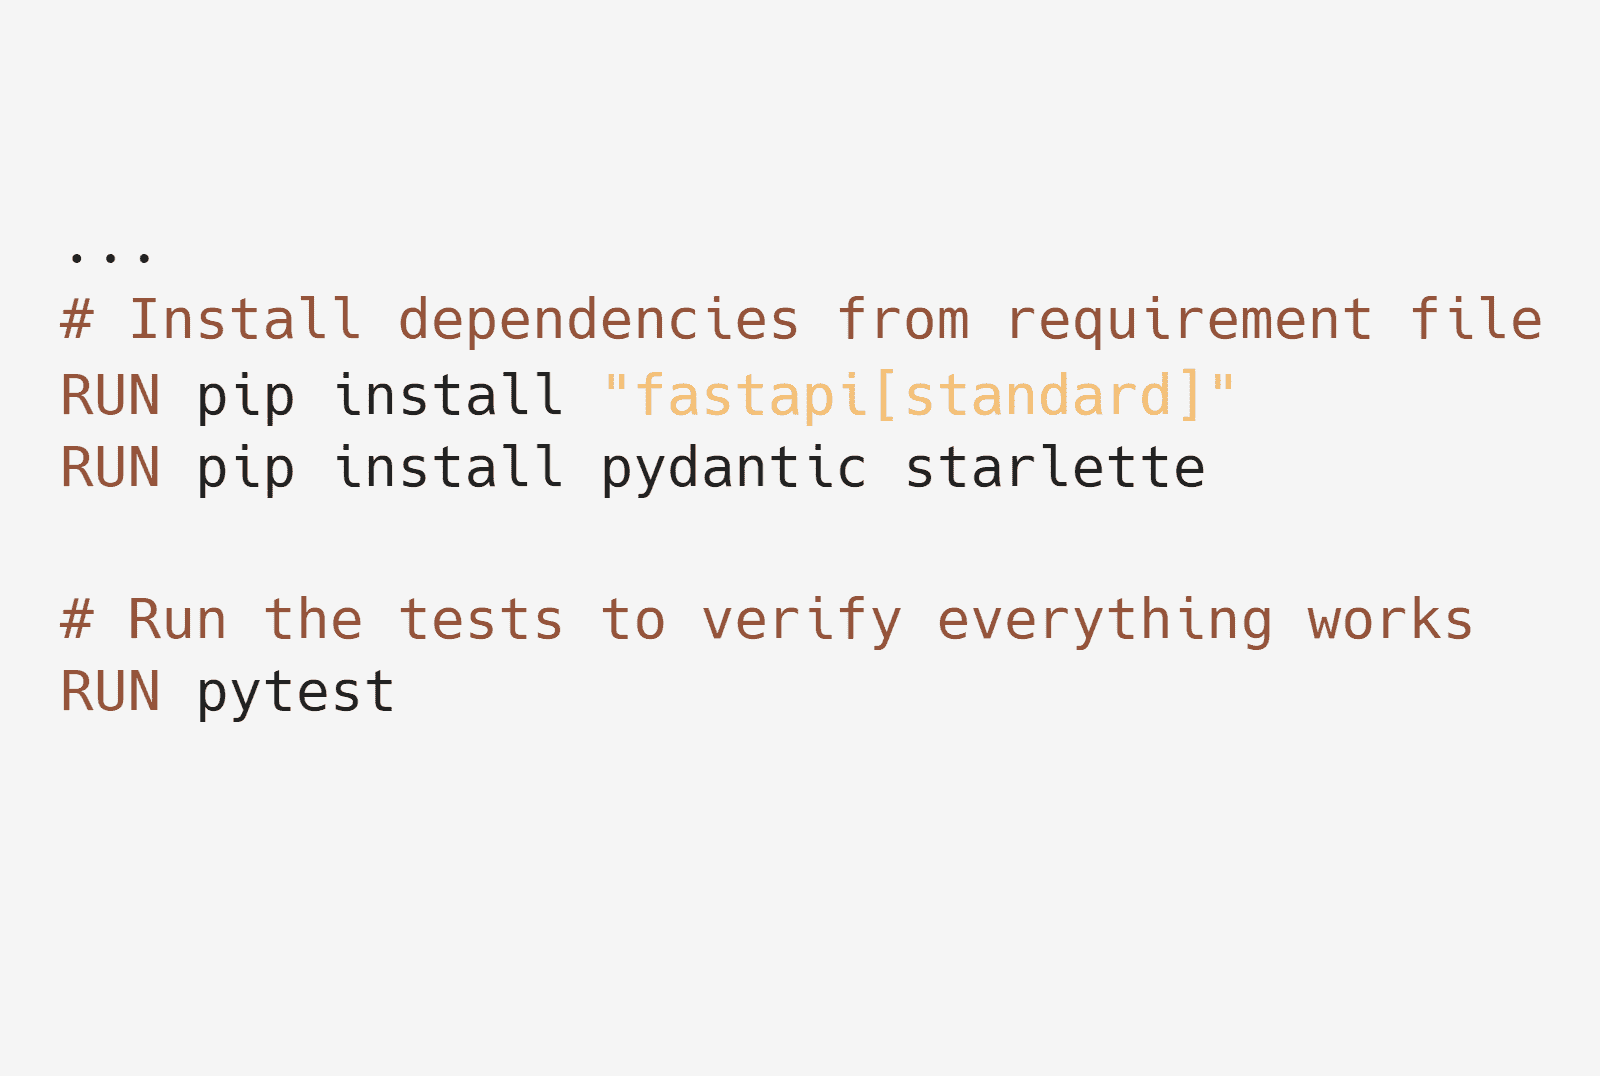 ...
# Install dependencies from requirement file
RUN pip install "fastapi[standard]"
RUN pip install pydantic starlette
# Run the tests to verify everything works
RUN pytest